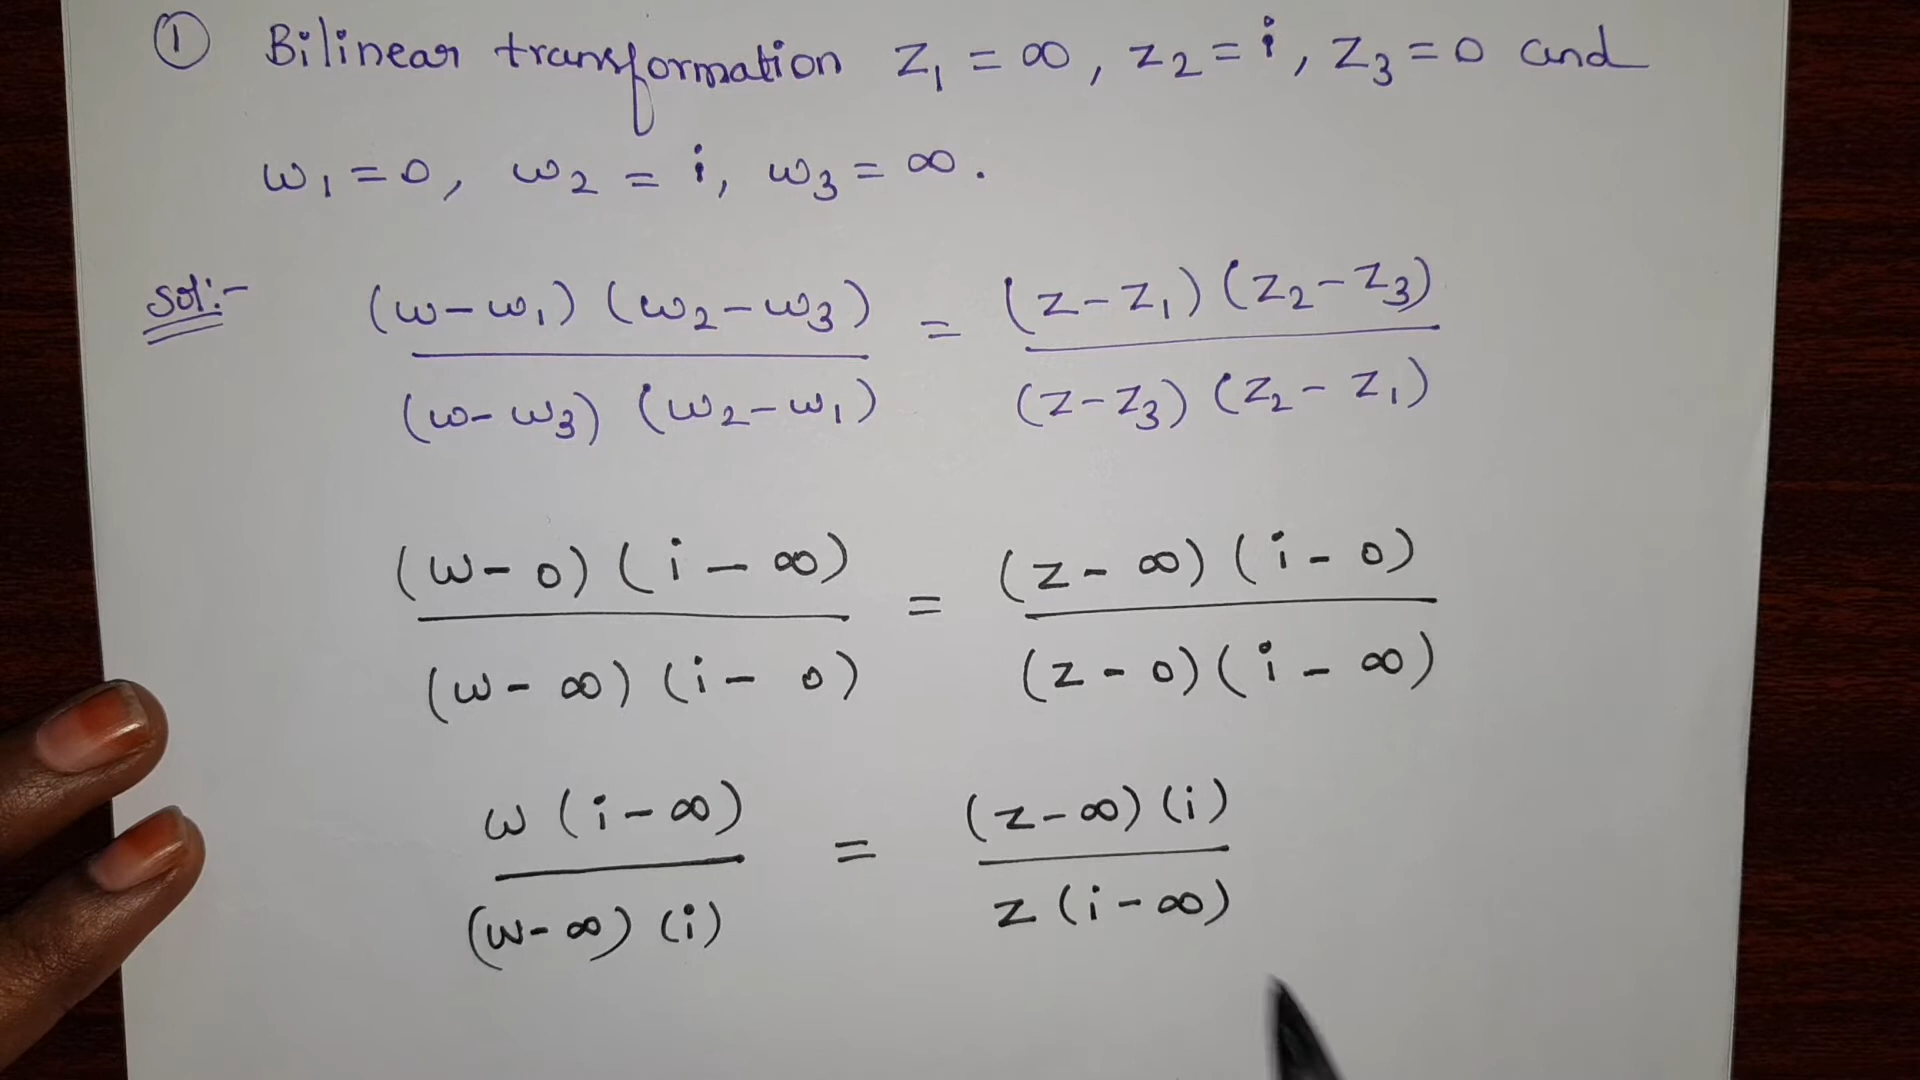 ① Bilinear transformation z₁ = ∞, z₂ = i, z₃ = 0 and
w₁ = 0, w₂ = i, w₃ = ∞.
Sol:- (w-w₁) (w₂-w₃) / (w-w₃) (w₂-w₁) = (z-z₁) (z₂-z₃) / (z-z₃) (z₂-z₁)
(w-0) (i-∞) / (w-∞) (i-0) = (z-∞) (i-0) / (z-0) (i-∞)
w (i-∞) / (w-∞) (i) = (z-∞) (i) / z (i-∞)